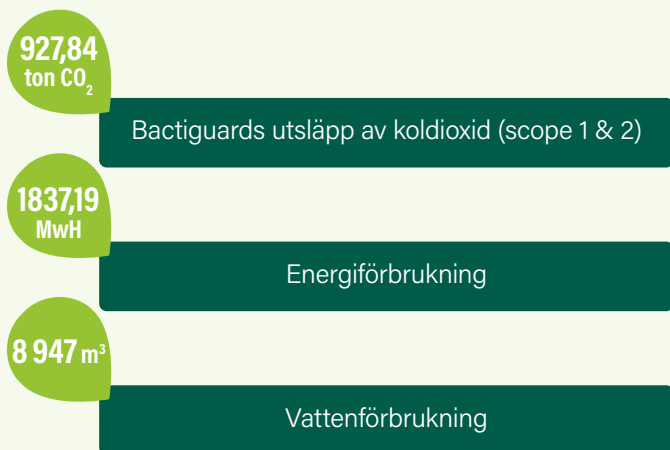 927,84
ton CO₂
Bactiguards utsläpp av koldioxid (scope 1 & 2)
1837,19
MwH
Energiförbrukning
8 947 m³
Vattenförbrukning